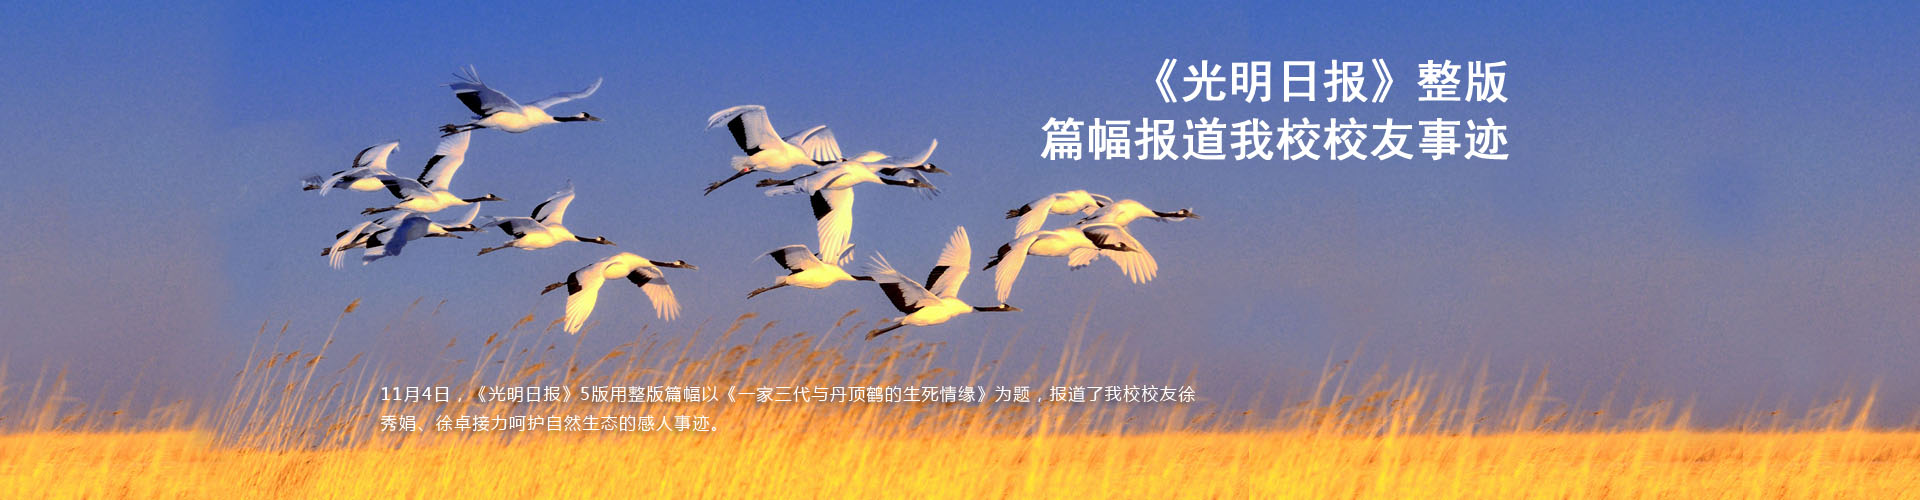 《光明日报》整版
篇幅报道我校校友事迹
11月4日，《光明日报》5版用整版篇幅以《一家三代与丹顶鹤的生死情缘》为题，报道了我校校友徐
秀娟、徐卓接力呵护自然生态的感人事迹。